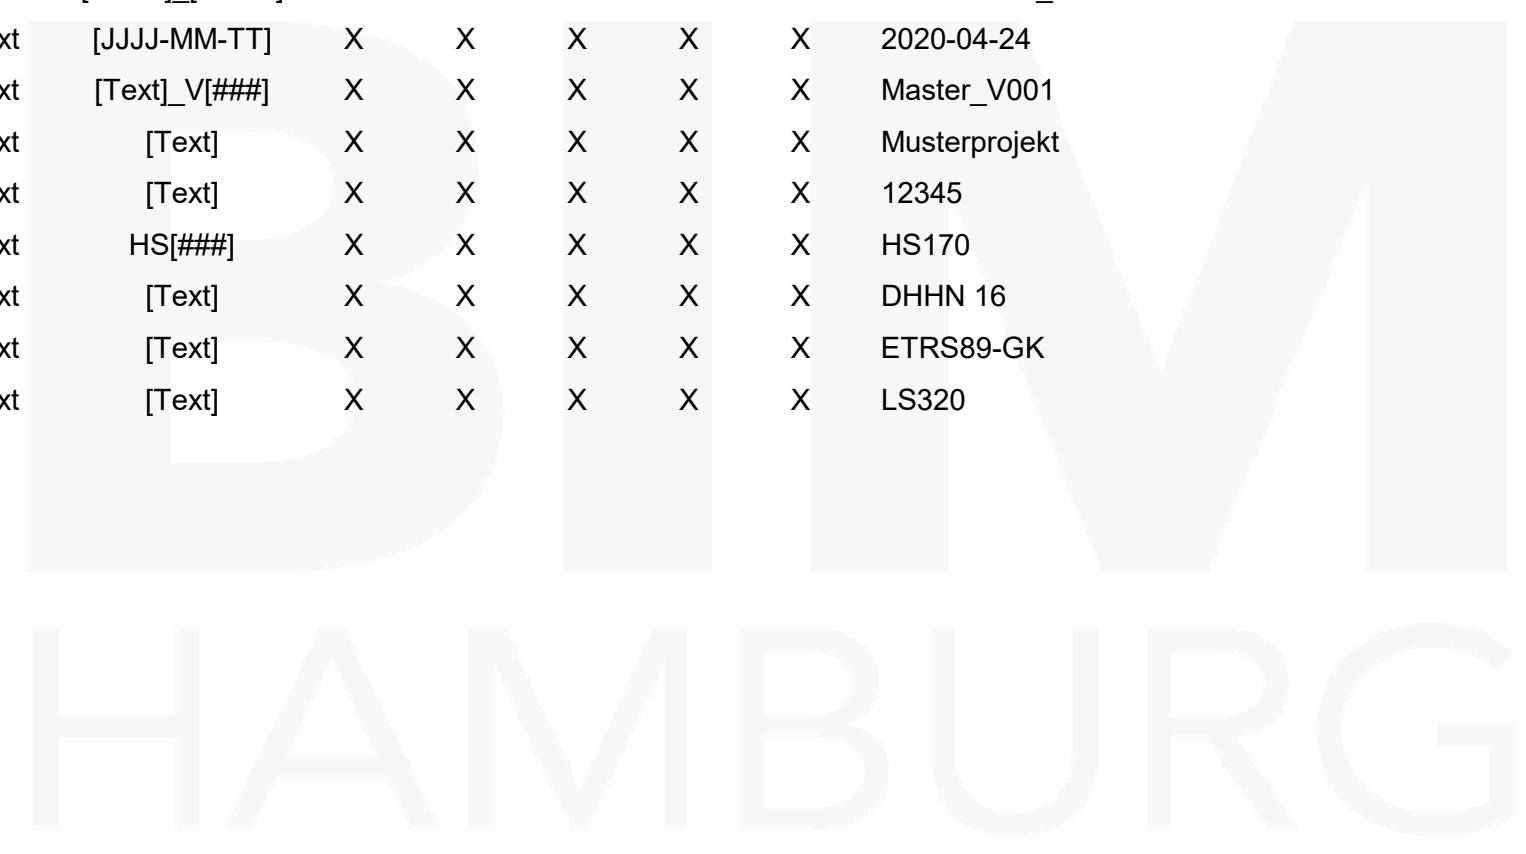 xt [JJJJ-MM-TT] X X X X X 2020-04-24
xt [Text]_V[###] X X X X X Master_V001
xt [Text] X X X X X Musterprojekt
xt [Text] X X X X X 12345
xt HS[###] X X X X X HS170
xt [Text] X X X X X DHHN 16
xt [Text] X X X X X ETRS89-GK
xt [Text] X X X X X LS320
BIM
HAMBURG